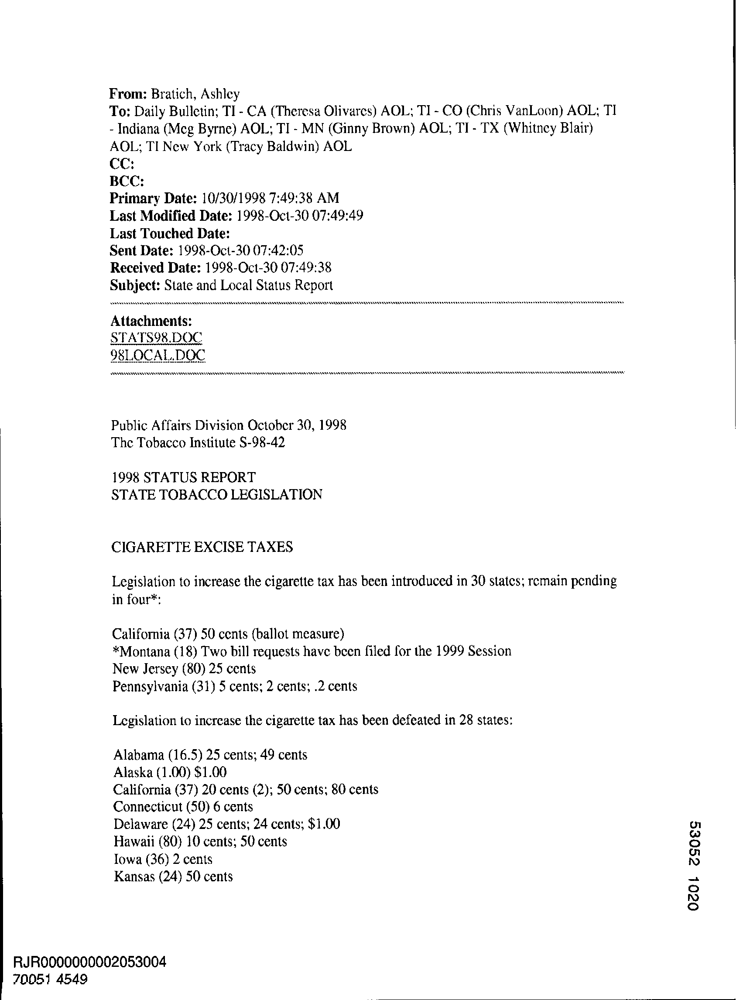 From: Bratich, Ashley
To: Daily Bulletin; TI - CA (Theresa Olivares) AOL; TI - CO (Chris VanLoon) AOL; TI
- Indiana (Meg Byrne) AOL; TI - MN (Ginny Brown) AOL; TI - TX (Whitney Blair)
AOL; TI New York (Tracy Baldwin) AOL
CC:
BCC:
Primary Date: 10/30/1998 7:49:38 AM
Last Modified Date: 1998-Oct-30 07:49:49
Last Touched Date:
Sent Date: 1998-Oct-30 07:42:05
Received Date: 1998-Oct-30 07:49:38
Subject: State and Local Status Report
Attachments:
STATS98.DOC
98LOCAL.DOC
Public Affairs Division October 30, 1998
The Tobacco Institute S-98-42
1998 STATUS REPORT
STATE TOBACCO LEGISLATION
CIGARETTE EXCISE TAXES
Legislation to increase the cigarette tax has been introduced in 30 states; remain pending
in four*:
California (37) 50 cents (ballot measure)
*Montana (18) Two bill requests have been filed for the 1999 Session
New Jersey (80) 25 cents
Pennsylvania (31) 5 cents; 2 cents; .2 cents
Legislation to increase the cigarette tax has been defeated in 28 states:
Alabama (16.5) 25 cents; 49 cents
Alaska (1.00) $1.00
California (37) 20 cents (2); 50 cents; 80 cents
Connecticut (50) 6 cents
Delaware (24) 25 cents; 24 cents; $1.00
Hawaii (80) 10 cents; 50 cents
Iowa (36) 2 cents
Kansas (24) 50 cents
53052 1020
RJR0000000002053004
70051 4549